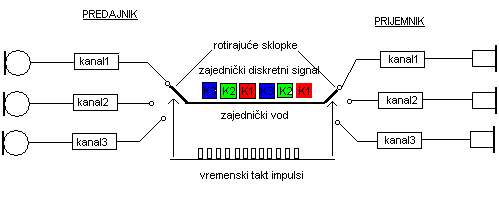 PREDAJNIK
PRIJEMNIK
rotirajuće sklopke
kanal1
kanal1
zajednički diskretni signal
K3 K2 K1 K3 K2 K1
kanal2
kanal2
zajednički vod
kanal3
kanal3
vremenski takt impulsi